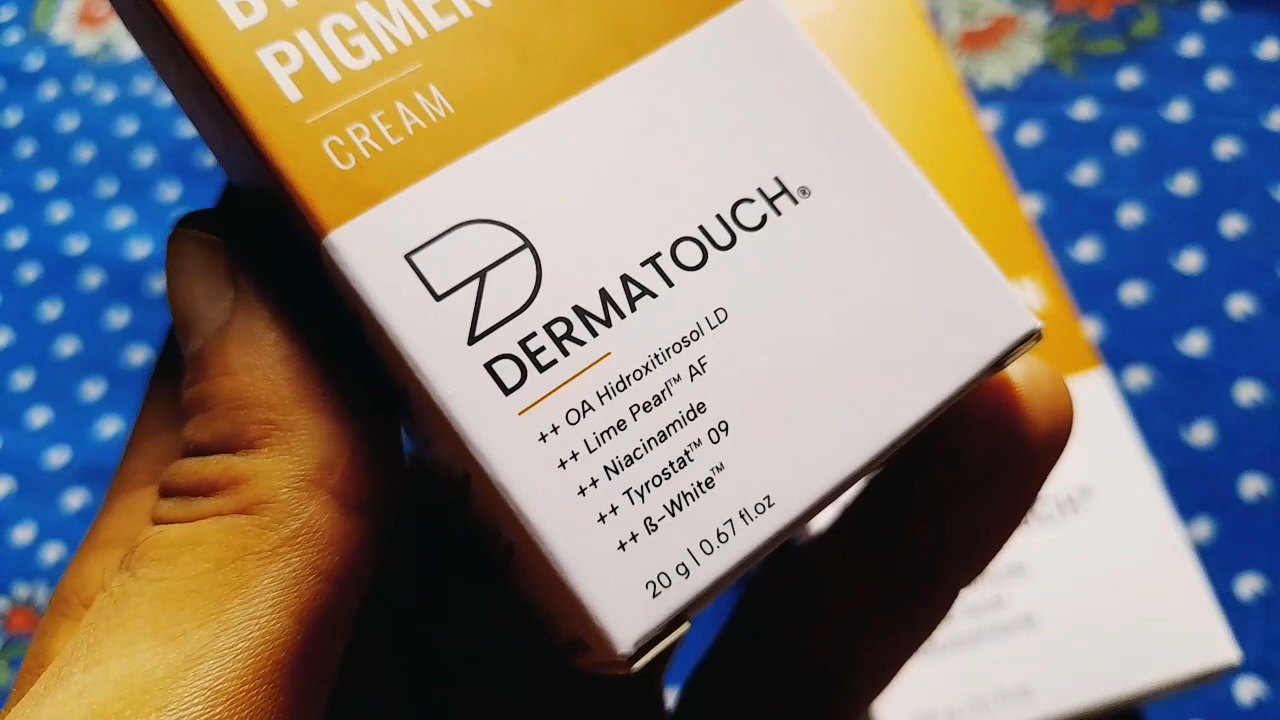 PIGMEN
CREAM
DERMATOUCH®
++ OA Hidroxitirosol LD
++ Lime Pearl™ AF
++ Niacinamide
++ Tyrostat™ 09
++ ß-White™
20 g | 0.67 fl.oz